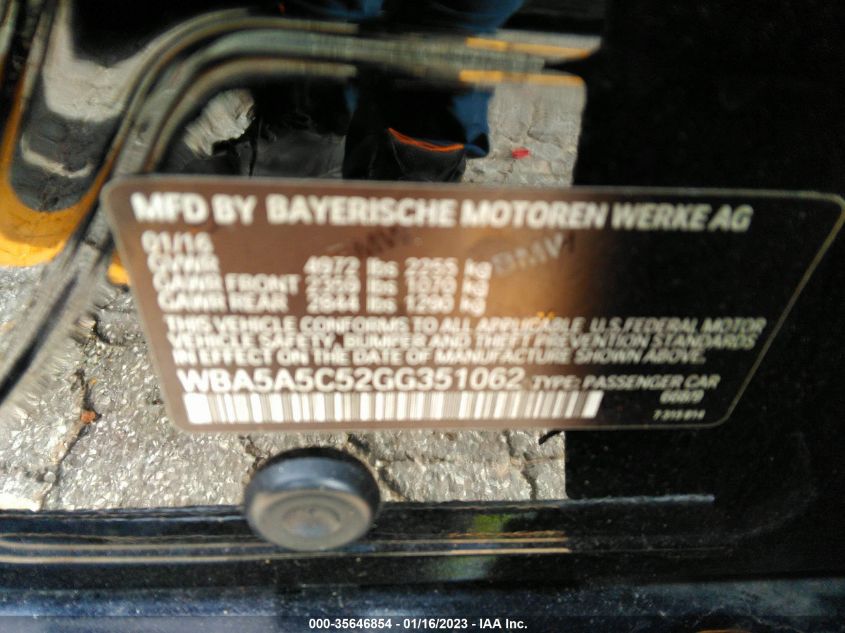 MFD BY BAYERISCHE MOTOREN WERKE AG
01/16
GVWR 4972 lbs 2255 kg
GAWR FRONT 2359 lbs 1070 kg
GAWR REAR 2844 lbs 1290 kg
THIS VEHICLE CONFORMS TO ALL APPLICABLE U.S. FEDERAL MOTOR
VEHICLE SAFETY, BUMPER AND THEFT PREVENTION STANDARDS
IN EFFECT ON THE DATE OF MANUFACTURE SHOWN ABOVE.
WBA5A5C52GG351062 TYPE: PASSENGER CAR
000-35646854 - 01/16/2023 - IAA Inc.